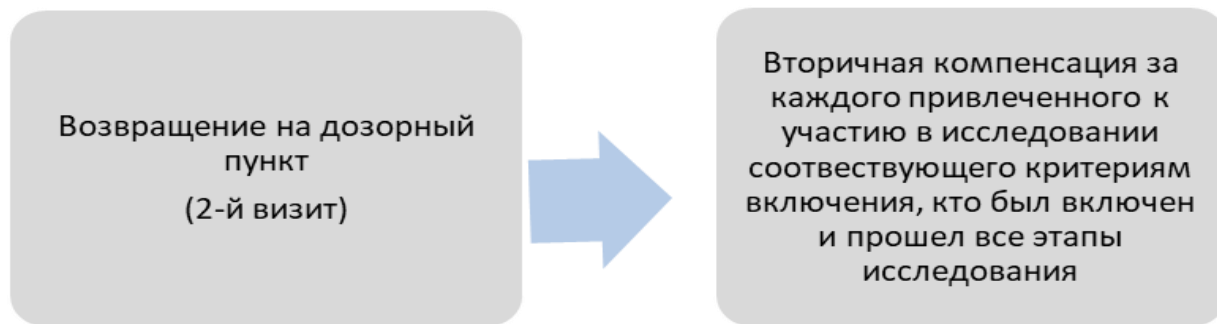 Возвращение на дозорный
пункт
(2-й визит)
Вторичная компенсация за
каждого привлеченного к
участию в исследовании
соотвествующего критериям
включения, кто был включен
и прошел все этапы
исследования